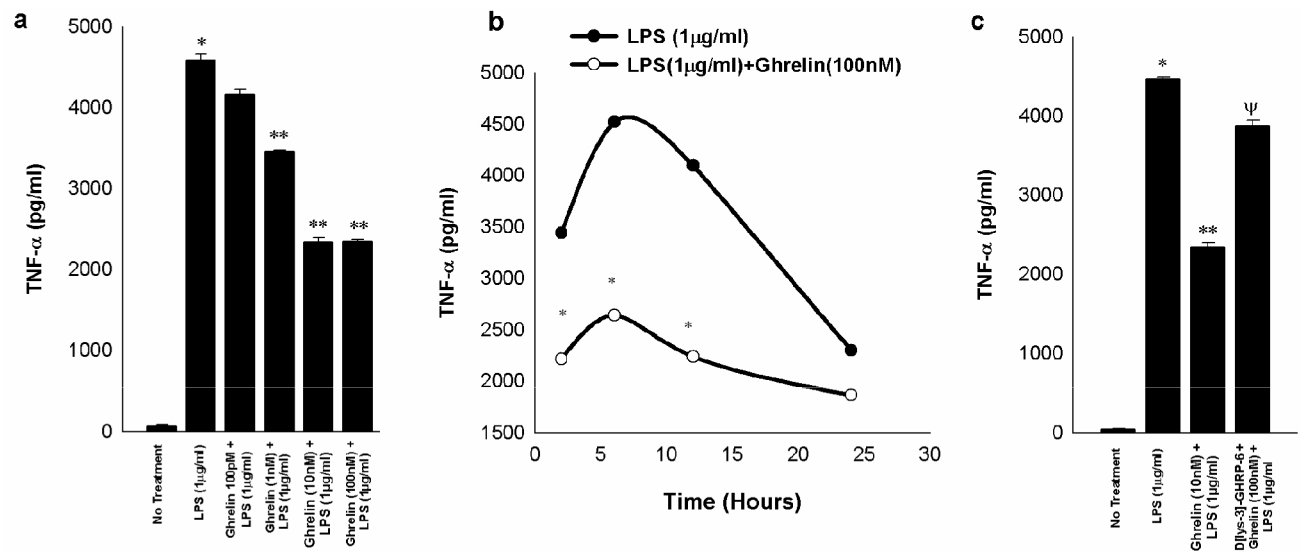 a
TNF-α (pg/ml)
5000
4000
3000
2000
1000
0
*
**
**
**
No Treatment
LPS (1µg/ml)
Ghrelin 100pM +
LPS (1µg/ml)
Ghrelin (1nM) +
LPS (1µg/ml)
Ghrelin (10nM) +
LPS (1µg/ml)
Ghrelin (100nM) +
LPS (1µg/ml)
b
LPS (1µg/ml)
LPS(1µg/ml)+Ghrelin(100nM)
TNF-α (pg/ml)
5000
4500
4000
3500
3000
2500
2000
1500
*
*
*
0 5 10 15 20 25 30
Time (Hours)
c
TNF-α (pg/ml)
5000
4000
3000
2000
1000
0
*
**
Ψ
No Treatment
LPS (1µg/ml)
Ghrelin (10nM) +
LPS (1µg/ml)
D[lys-3]-GHRP-6+
Ghrelin (100nM) +
LPS (1µg/ml